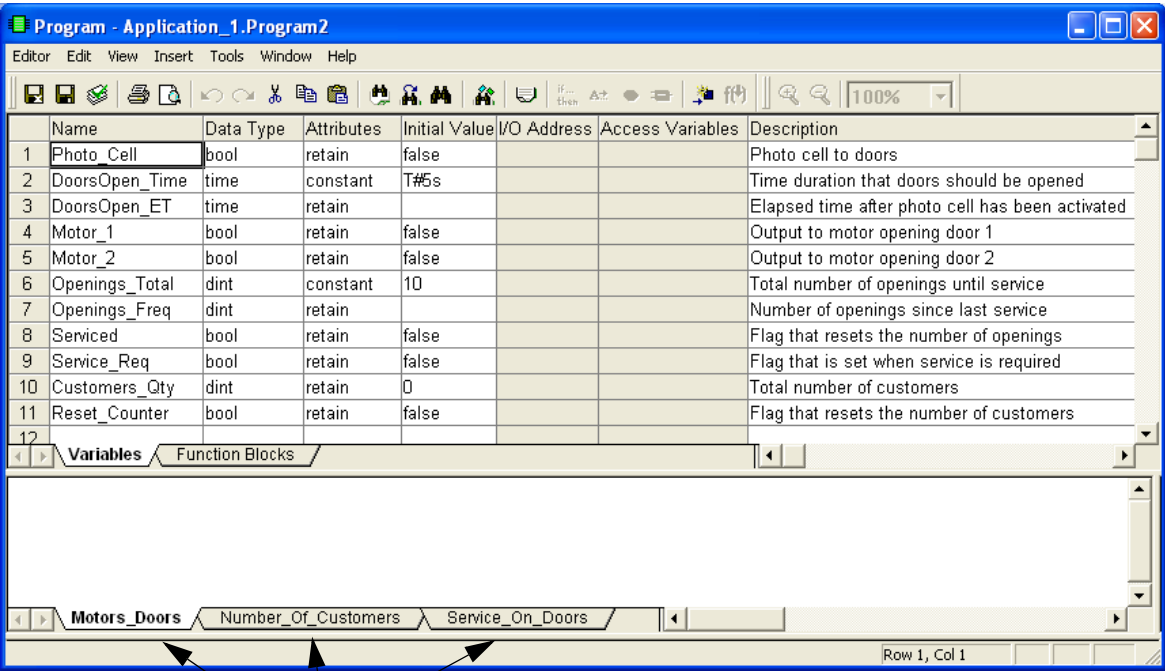 Program - Application_1.Program2
Editor Edit View Insert Tools Window Help
if... then 100%
Name Data Type Attributes Initial Value I/O Address Access Variables Description
1 Photo_Cell bool retain false Photo cell to doors
2 DoorsOpen_Time time constant T#5s Time duration that doors should be opened
3 DoorsOpen_ET time retain Elapsed time after photo cell has been activated
4 Motor_1 bool retain false Output to motor opening door 1
5 Motor_2 bool retain false Output to motor opening door 2
6 Openings_Total dint constant 10 Total number of openings until service
7 Openings_Freq dint retain Number of openings since last service
8 Serviced bool retain false Flag that resets the number of openings
9 Service_Req bool retain false Flag that is set when service is required
10 Customers_Qty dint retain 0 Total number of customers
11 Reset_Counter bool retain false Flag that resets the number of customers
12
Variables Function Blocks
Motors_Doors Number_Of_Customers Service_On_Doors
Row 1, Col 1